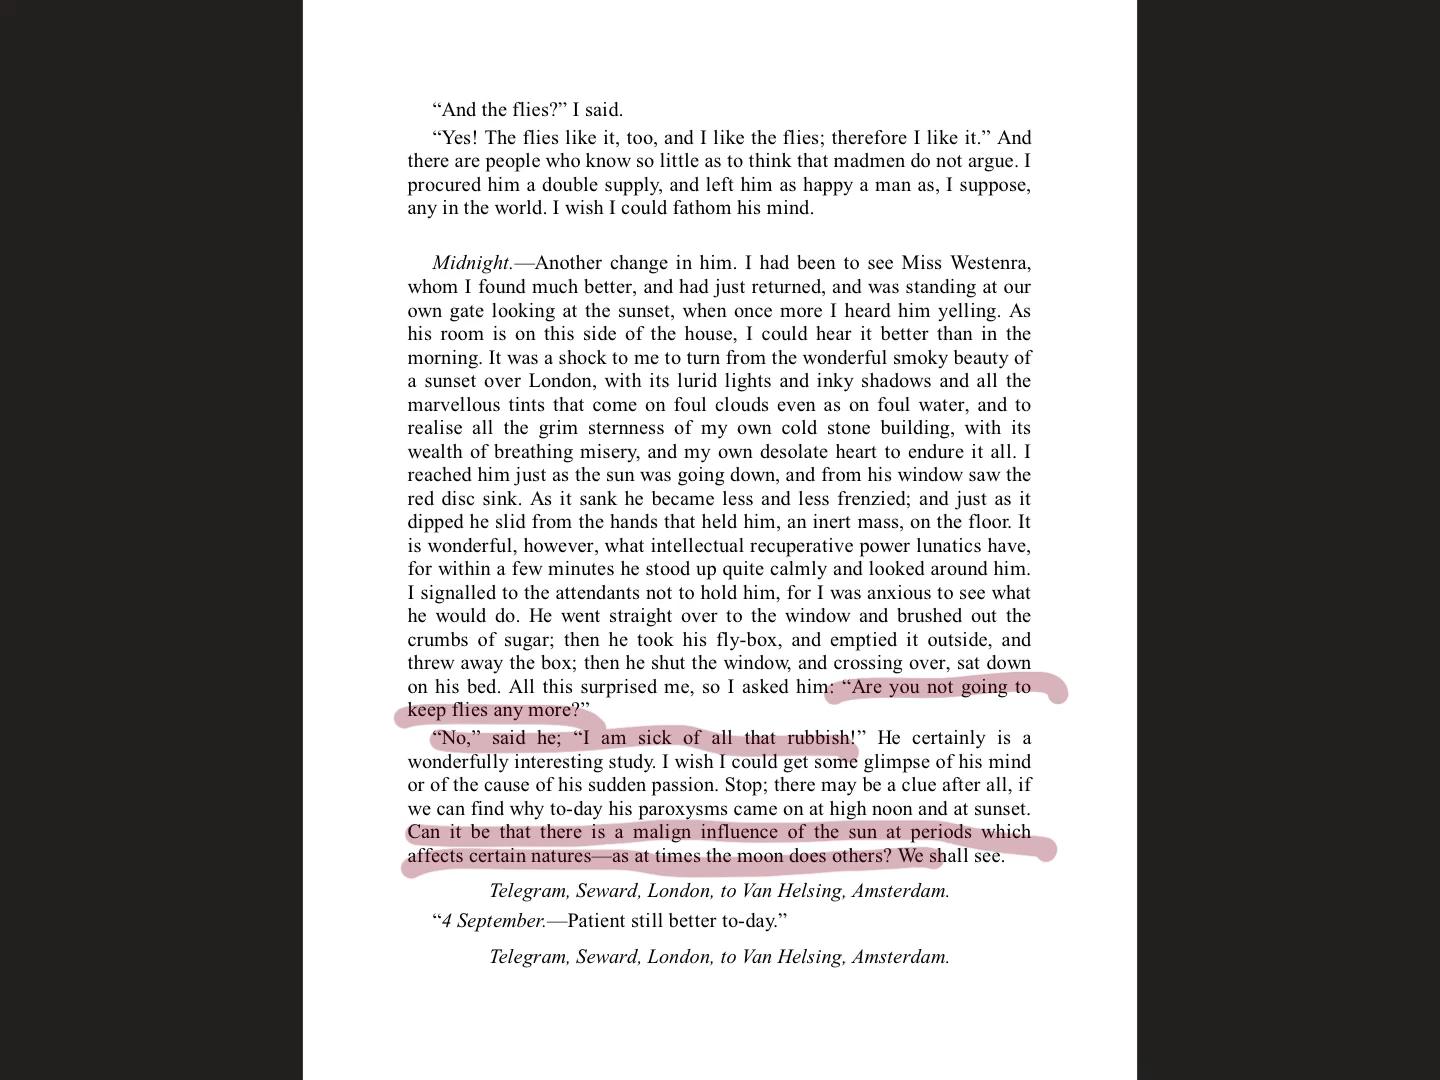 “And the flies?” I said.
“Yes! The flies like it, too, and I like the flies; therefore I like it.” And
there are people who know so little as to think that madmen do not argue. I
procured him a double supply, and left him as happy a man as, I suppose,
any in the world. I wish I could fathom his mind.
Midnight.—Another change in him. I had been to see Miss Westenra,
whom I found much better, and had just returned, and was standing at our
own gate looking at the sunset, when once more I heard him yelling. As
his room is on this side of the house, I could hear it better than in the
morning. It was a shock to me to turn from the wonderful smoky beauty of
a sunset over London, with its lurid lights and inky shadows and all the
marvellous tints that come on foul clouds even as on foul water, and to
realise all the grim sternness of my own cold stone building, with its
wealth of breathing misery, and my own desolate heart to endure it all. I
reached him just as the sun was going down, and from his window saw the
red disc sink. As it sank he became less and less frenzied; and just as it
dipped he slid from the hands that held him, an inert mass, on the floor. It
is wonderful, however, what intellectual recuperative power lunatics have,
for within a few minutes he stood up quite calmly and looked around him.
I signalled to the attendants not to hold him, for I was anxious to see what
he would do. He went straight over to the window and brushed out the
crumbs of sugar; then he took his fly-box, and emptied it outside, and
threw away the box; then he shut the window, and crossing over, sat down
on his bed. All this surprised me, so I asked him: “Are you not going to
keep flies any more?”
“No,” said he; “I am sick of all that rubbish!” He certainly is a
wonderfully interesting study. I wish I could get some glimpse of his mind
or of the cause of his sudden passion. Stop; there may be a clue after all, if
we can find why to-day his paroxysms came on at high noon and at sunset.
Can it be that there is a malign influence of the sun at periods which
affects certain natures—as at times the moon does others? We shall see.
Telegram, Seward, London, to Van Helsing, Amsterdam.
“4 September.—Patient still better to-day.”
Telegram, Seward, London, to Van Helsing, Amsterdam.